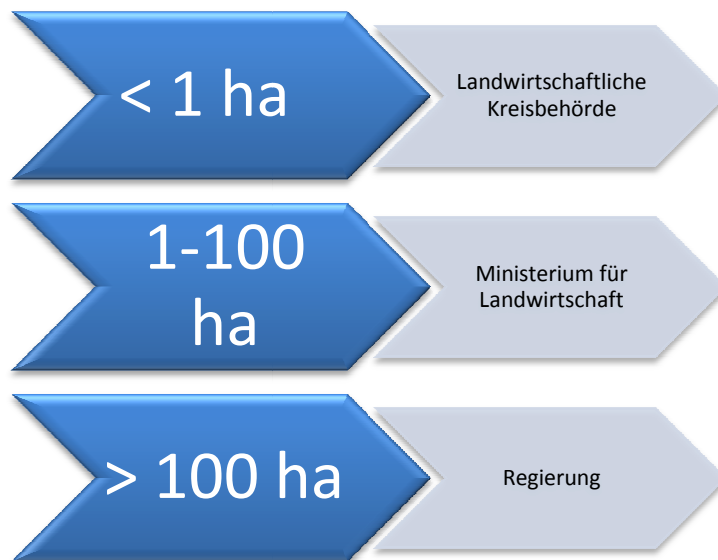 < 1 ha
Landwirtschaftliche
Kreisbehörde
1-100
ha
Ministerium für
Landwirtschaft
> 100 ha
Regierung